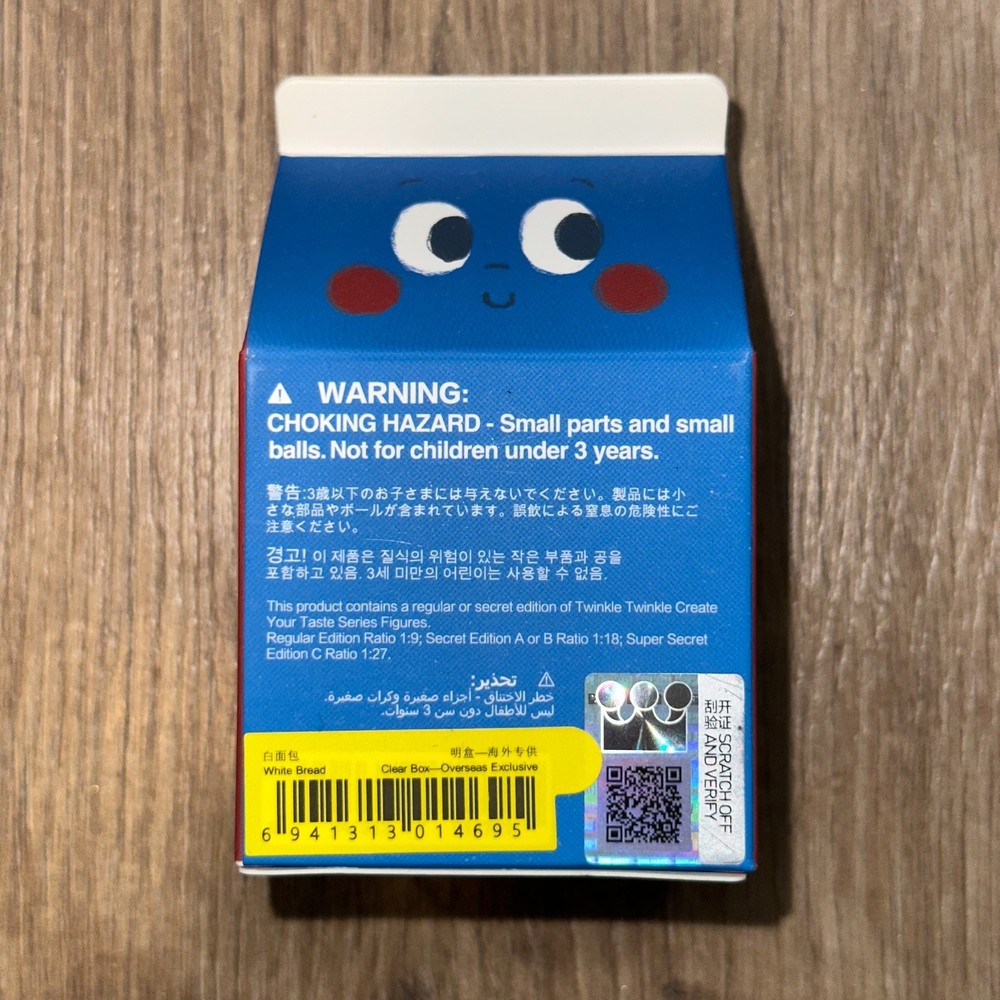 ⚠ WARNING:
CHOKING HAZARD - Small parts and small
balls. Not for children under 3 years.
警告:3歳以下のお子さまには与えないでください。製品には小
さな部品やボールが含まれています。誤飲による窒息の危険性にご
注意ください。
경고! 이 제품은 질식의 위험이 있는 작은 부품과 공을
포함하고 있음. 3세 미만의 어린이는 사용할 수 없음.
This product contains a regular or secret edition of Twinkle Twinkle Create
Your Taste Series Figures.
Regular Edition Ratio 1:9; Secret Edition A or B Ratio 1:18; Super Secret
Edition C Ratio 1:27.
⚠ تحذير:
خطر الاختناق - أجزاء صغيرة وكرات صغيرة.
ليس للأطفال دون سن 3 سنوات.
白面包 明盒—海外专供
White Bread Clear Box—Overseas Exclusive
6 941313 014695
SCRATCH OFF
刮验 AND VERIFY